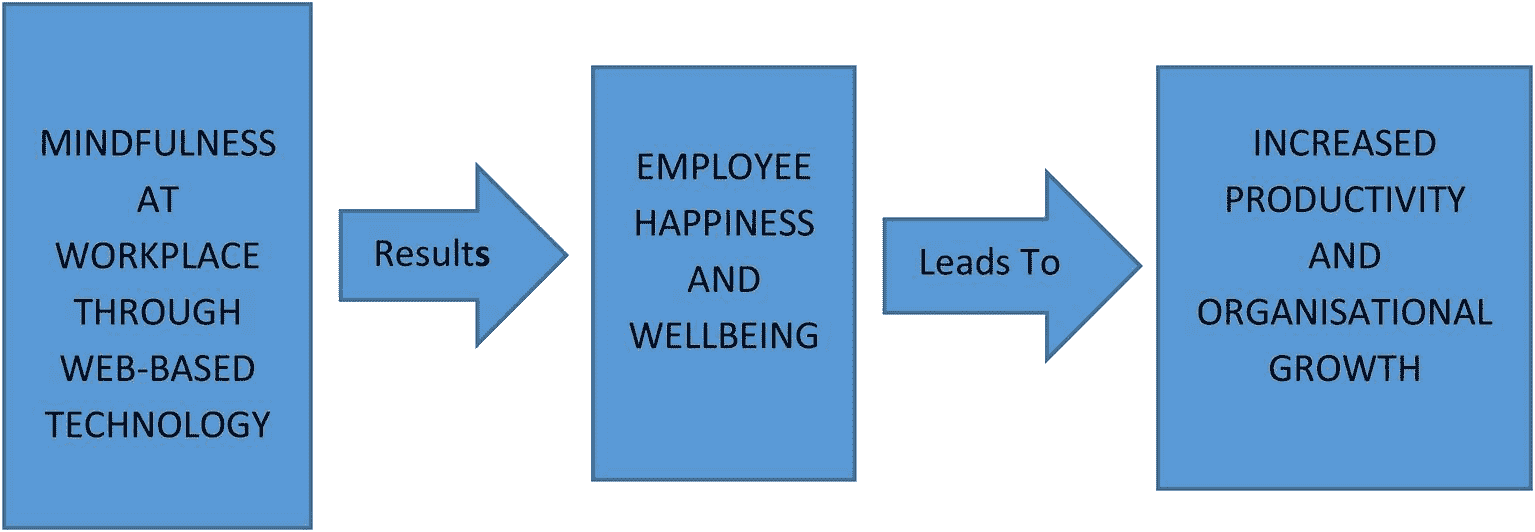 MINDFULNESS
AT
WORKPLACE
THROUGH
WEB-BASED
TECHNOLOGY
Results
EMPLOYEE
HAPPINESS
AND
WELLBEING
Leads To
INCREASED
PRODUCTIVITY
AND
ORGANISATIONAL
GROWTH